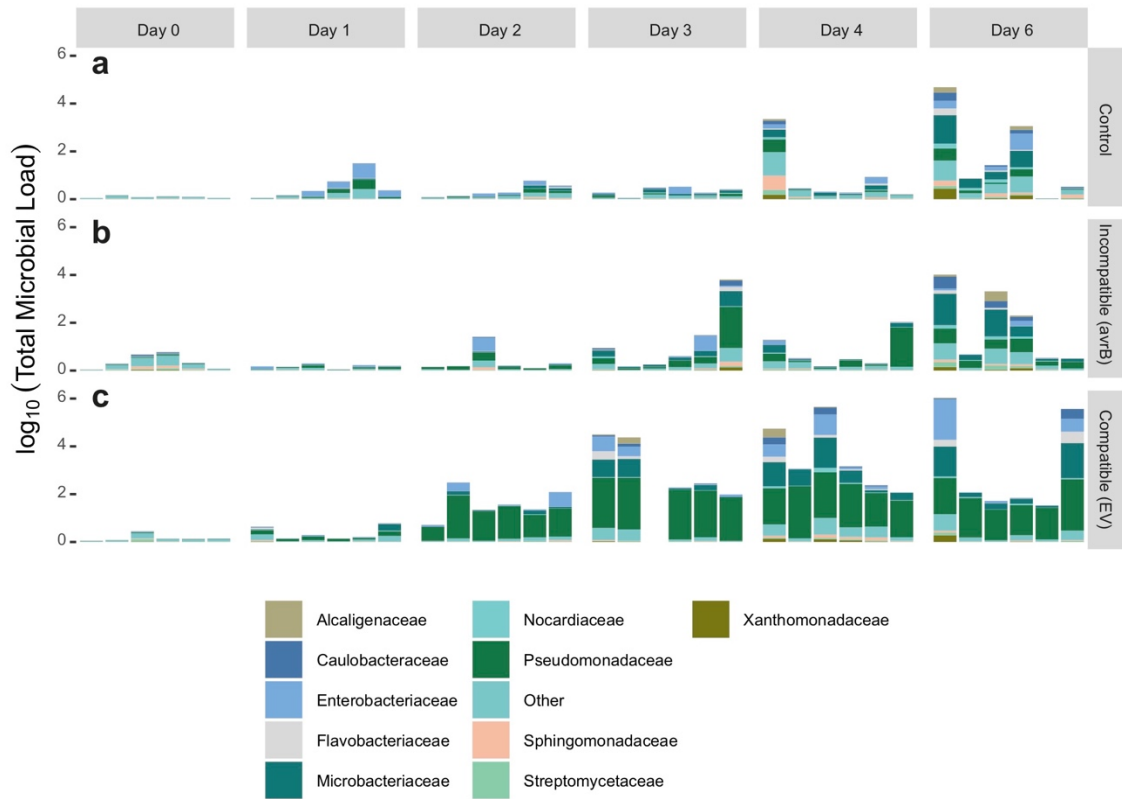 Day 0 Day 1 Day 2 Day 3 Day 4 Day 6
a
6
4
2
0
Control
b
6
4
2
0
Incompatible (avrB)
c
6
4
2
0
Compatible (EV)
log10 (Total Microbial Load)
Alcaligenaceae Nocardiaceae Xanthomonadaceae
Caulobacteraceae Pseudomonadaceae
Enterobacteriaceae Other
Flavobacteriaceae Sphingomonadaceae
Microbacteriaceae Streptomycetaceae